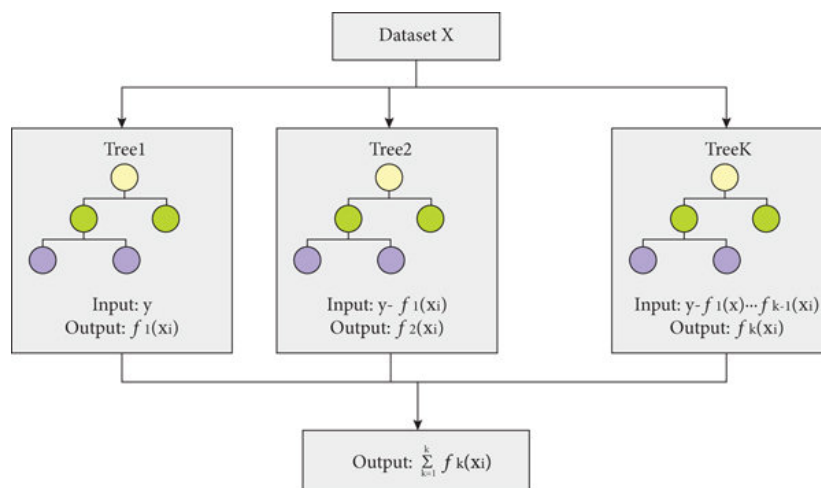 Dataset X
Tree1
Input: y
Output: f 1(xi)
Tree2
Input: y- f 1(xi)
Output: f 2(xi)
TreeK
Input: y- f 1(x)··· f k-1(xi)
Output: f k(xi)
Output: k∑k=1 f k(xi)